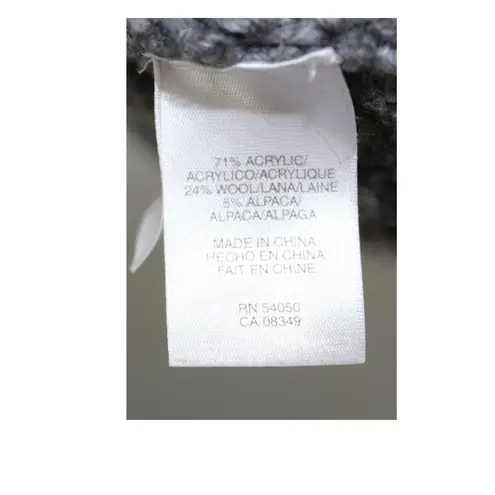 71% ACRYLIC/
ACRYLICO/ACRYLIQUE
24% WOOL/LANA/LAINE
5% ALPACA/
ALPACA/ALPAGA
MADE IN CHINA
HECHO EN CHINA
FAIT EN CHINE
RN 54050
CA 08349